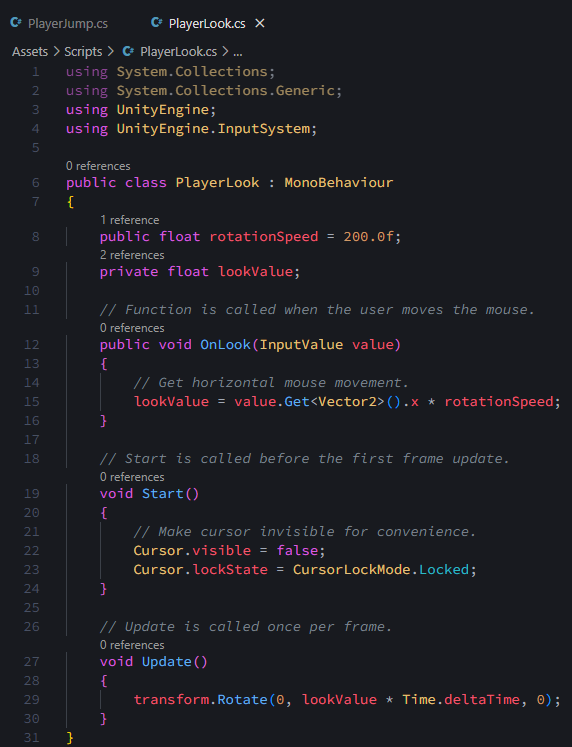 PlayerJump.cs PlayerLook.cs ×
Assets > Scripts > PlayerLook.cs > ...
1 using System.Collections;
2 using System.Collections.Generic;
3 using UnityEngine;
4 using UnityEngine.InputSystem;
5
0 references
6 public class PlayerLook : MonoBehaviour
7 {
1 reference
8     public float rotationSpeed = 200.0f;
2 references
9     private float lookValue;
10
11     // Function is called when the user moves the mouse.
0 references
12     public void OnLook(InputValue value)
13     {
14         // Get horizontal mouse movement.
15         lookValue = value.Get<Vector2>().x * rotationSpeed;
16     }
17
18     // Start is called before the first frame update.
0 references
19     void Start()
20     {
21         // Make cursor invisible for convenience.
22         Cursor.visible = false;
23         Cursor.lockState = CursorLockMode.Locked;
24     }
25
26     // Update is called once per frame.
0 references
27     void Update()
28     {
29         transform.Rotate(0, lookValue * Time.deltaTime, 0);
30     }
31 }